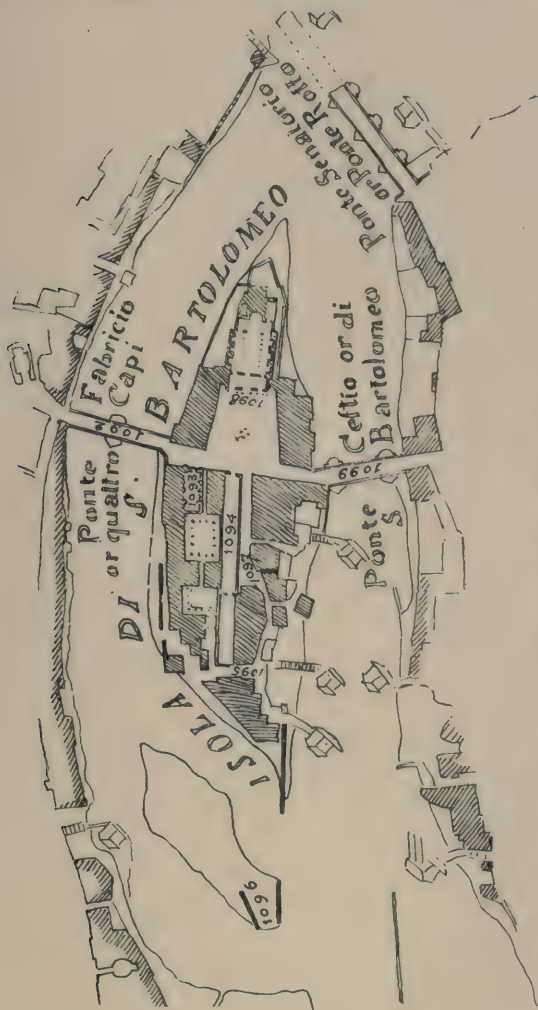 Ponte Senatorio
or Ponte Rotto
Ponte Fabricio
or quattro Capi
1092
ISOLA DI S. BARTOLOMEO
1093
1094
1098
1097
1095
1096
Ponte Cestio or di
S. Bartolomeo
1099